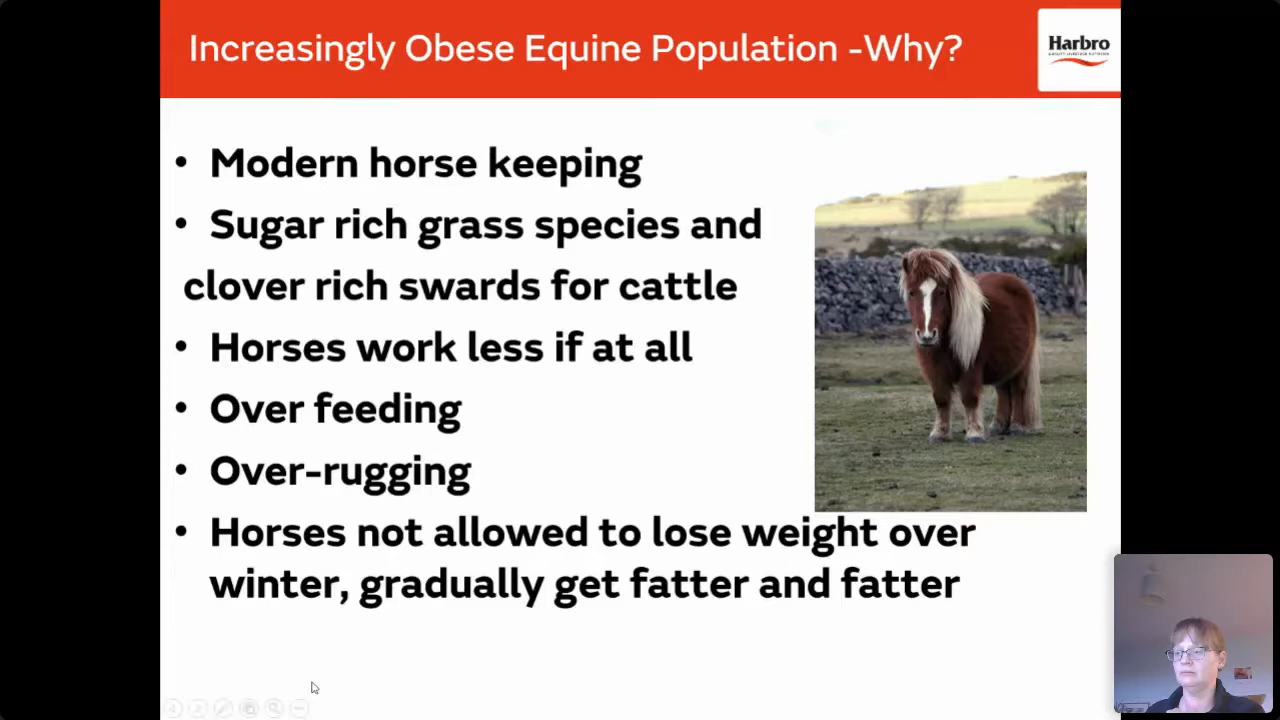 Increasingly Obese Equine Population -Why?
Harbro
• Modern horse keeping
• Sugar rich grass species and
clover rich swards for cattle
• Horses work less if at all
• Over feeding
• Over-rugging
• Horses not allowed to lose weight over
winter, gradually get fatter and fatter